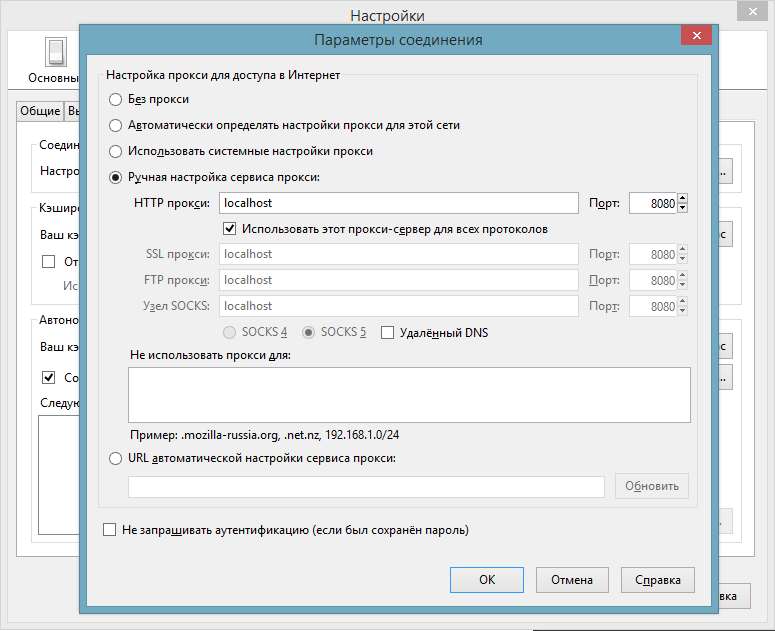 Настройки
Параметры соединения
Основны
Общие
Настройка прокси для доступа в Интернет
Без прокси
Автоматически определять настройки прокси для этой сети
Использовать системные настройки прокси
Ручная настройка сервиса прокси:
HTTP прокси: localhost Порт: 8080
Использовать этот прокси-сервер для всех протоколов
SSL прокси: localhost Порт: 8080
FTP прокси: localhost Порт: 8080
Узел SOCKS: localhost Порт: 8080
SOCKS 4 SOCKS 5 Удалённый DNS
Не использовать прокси для:
Пример: .mozilla-russia.org, .net.nz, 192.168.1.0/24
URL автоматической настройки сервиса прокси:
Обновить
Не запрашивать аутентификацию (если был сохранён пароль)
OK Отмена Справка
Соедин
Настро
Кэширо
Ваш кэ
От
Ис
Автоно
Ваш кэ
Со
Следую
вка